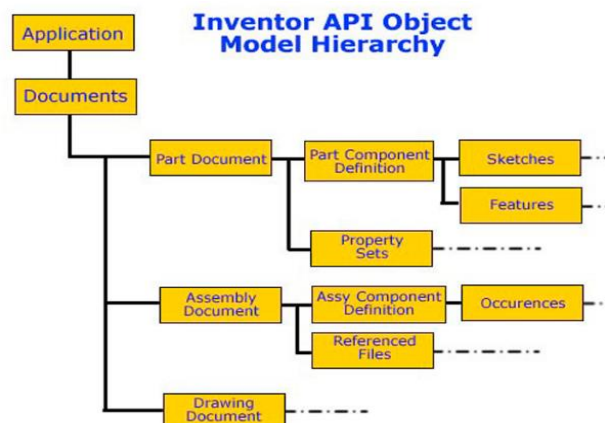 Inventor API Object
Model Hierarchy
Application
Documents
Part Document
Part Component
Definition
Sketches
Features
Property
Sets
Assembly
Document
Assy Component
Definition
Occurences
Referenced
Files
Drawing
Document